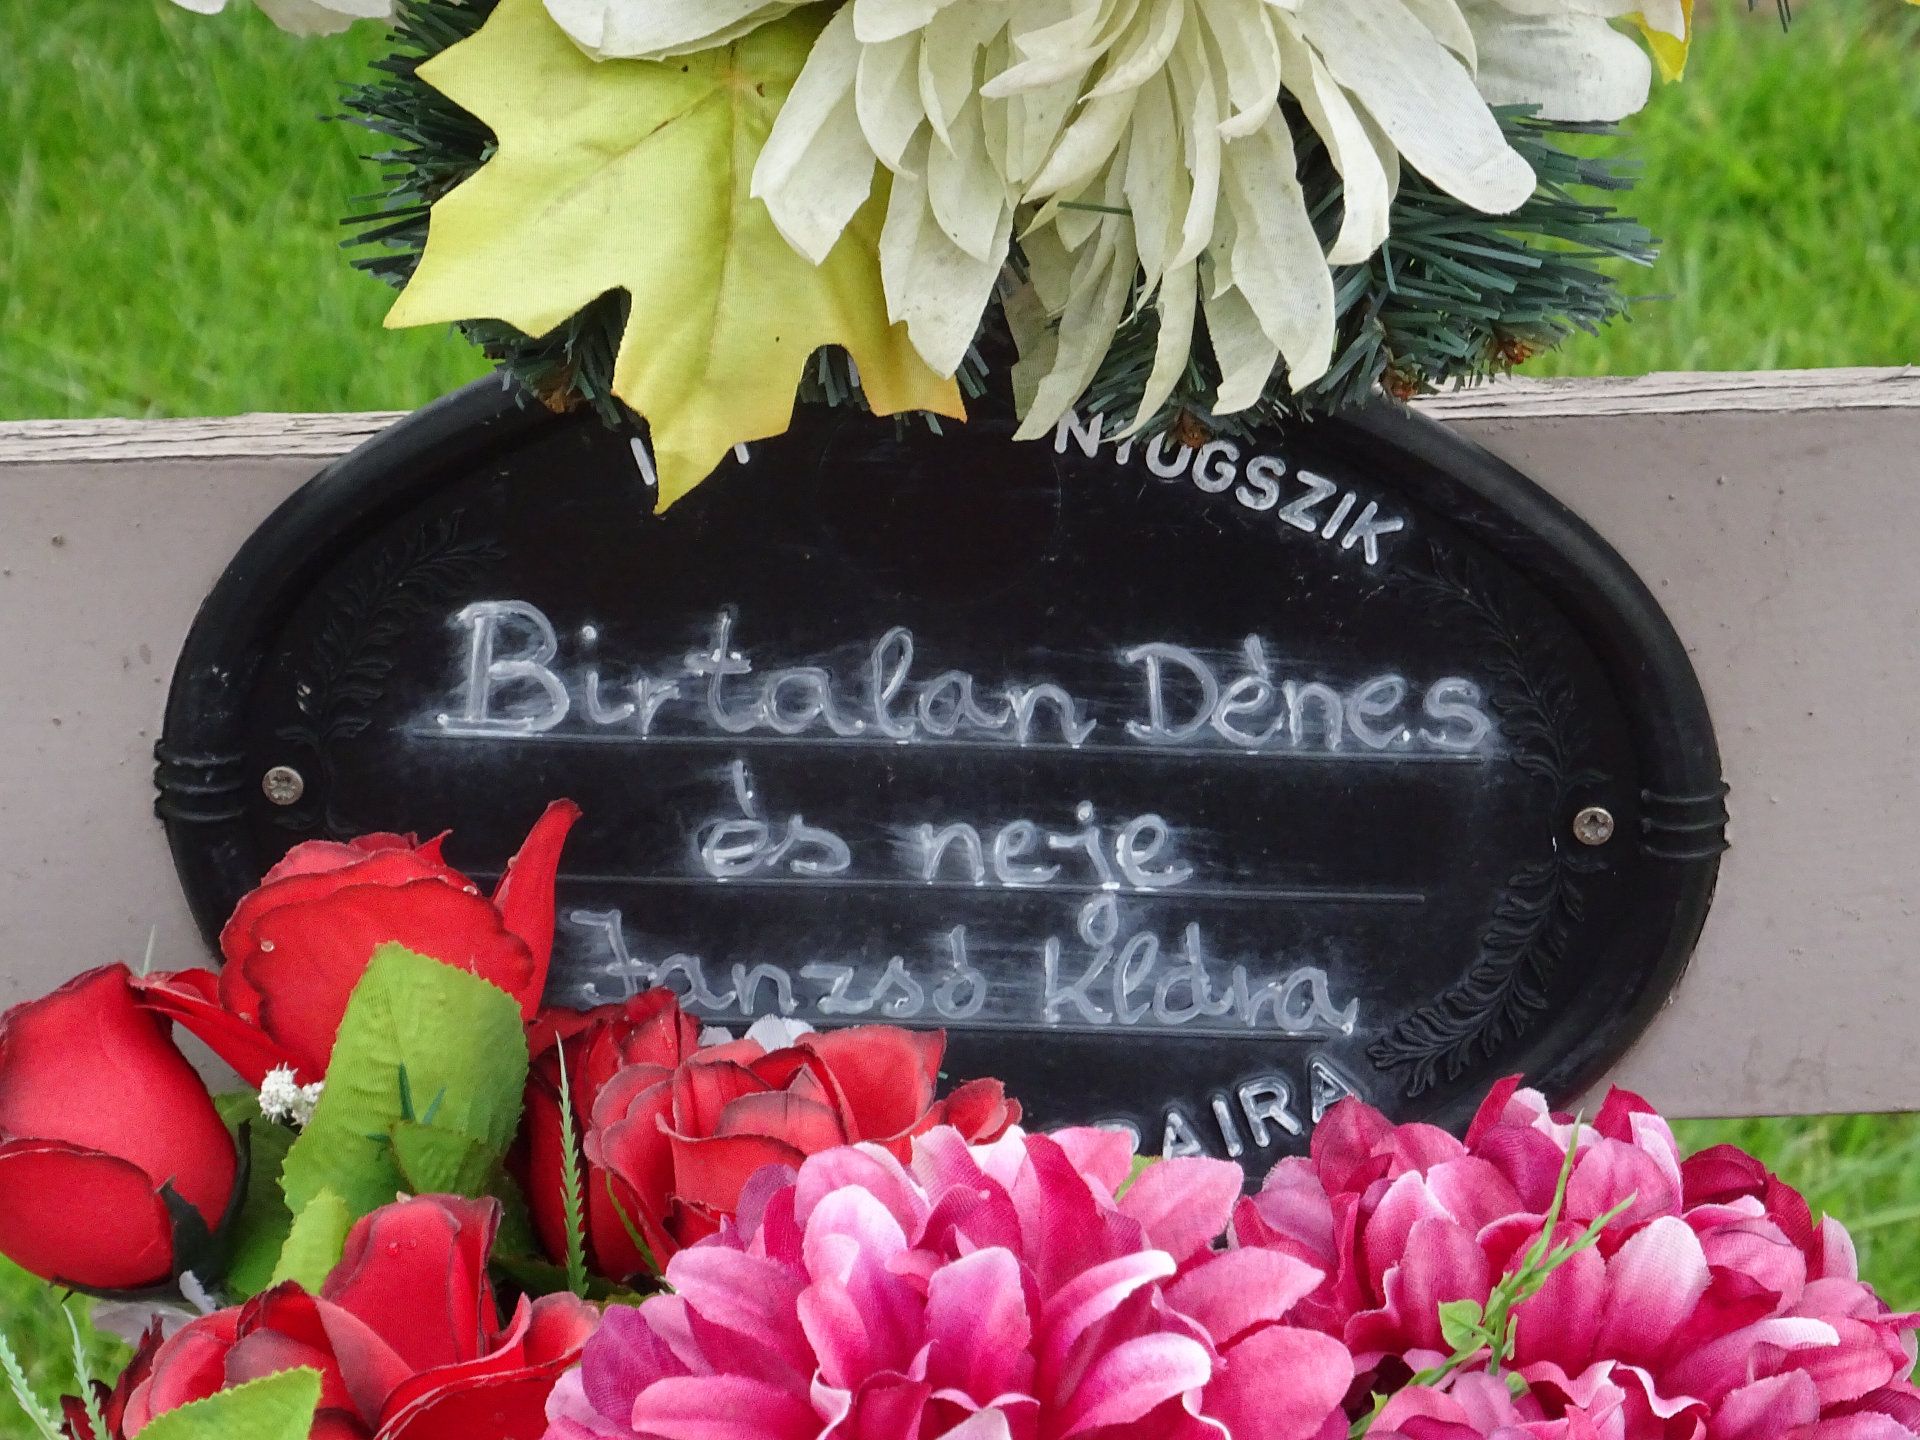 NYUGSZIK
Birtalan Dénes
és neje
Janzsó Klára